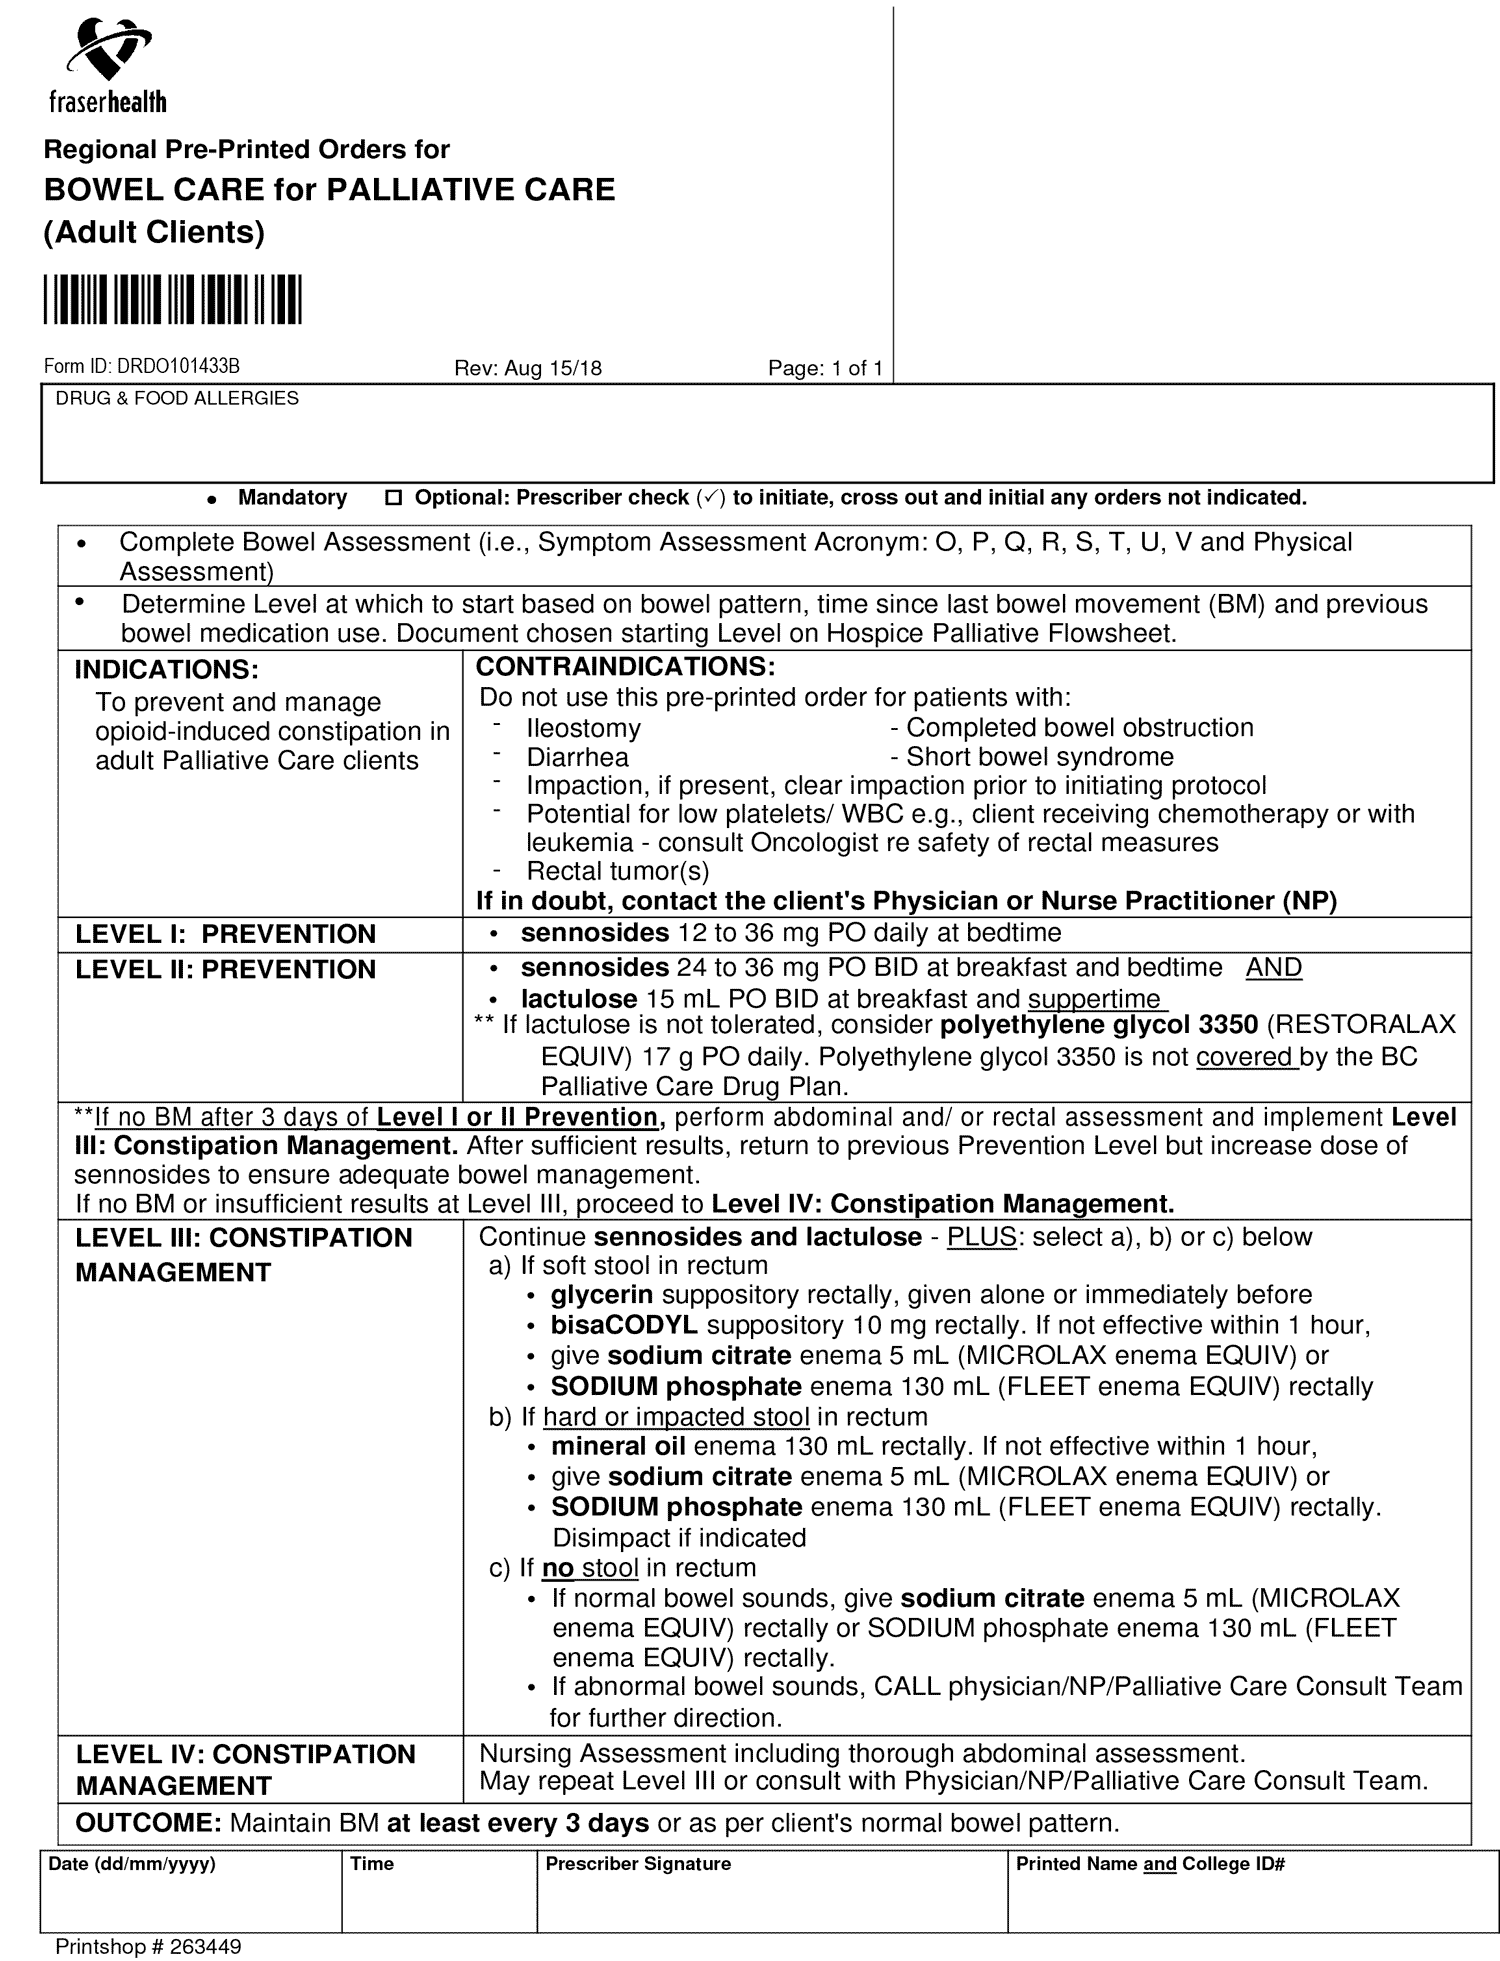 fraserhealth
Regional Pre-Printed Orders for
BOWEL CARE for PALLIATIVE CARE
(Adult Clients)
Form ID: DRDO101433B Rev: Aug 15/18 Page: 1 of 1
DRUG & FOOD ALLERGIES
• Mandatory ☐ Optional: Prescriber check (✓) to initiate, cross out and initial any orders not indicated.
• Complete Bowel Assessment (i.e., Symptom Assessment Acronym: O, P, Q, R, S, T, U, V and Physical
Assessment)
• Determine Level at which to start based on bowel pattern, time since last bowel movement (BM) and previous
bowel medication use. Document chosen starting Level on Hospice Palliative Flowsheet.
INDICATIONS:
To prevent and manage
opioid-induced constipation in
adult Palliative Care clients
CONTRAINDICATIONS:
Do not use this pre-printed order for patients with:
- Ileostomy - Completed bowel obstruction
- Diarrhea - Short bowel syndrome
- Impaction, if present, clear impaction prior to initiating protocol
- Potential for low platelets/ WBC e.g., client receiving chemotherapy or with
leukemia - consult Oncologist re safety of rectal measures
- Rectal tumor(s)
If in doubt, contact the client's Physician or Nurse Practitioner (NP)
LEVEL I: PREVENTION
• sennosides 12 to 36 mg PO daily at bedtime
LEVEL II: PREVENTION
• sennosides 24 to 36 mg PO BID at breakfast and bedtime AND
• lactulose 15 mL PO BID at breakfast and suppertime
** If lactulose is not tolerated, consider polyethylene glycol 3350 (RESTORALAX
EQUIV) 17 g PO daily. Polyethylene glycol 3350 is not covered by the BC
Palliative Care Drug Plan.
**If no BM after 3 days of Level I or II Prevention, perform abdominal and/ or rectal assessment and implement Level
III: Constipation Management. After sufficient results, return to previous Prevention Level but increase dose of
sennosides to ensure adequate bowel management.
If no BM or insufficient results at Level III, proceed to Level IV: Constipation Management.
LEVEL III: CONSTIPATION
MANAGEMENT
Continue sennosides and lactulose - PLUS: select a), b) or c) below
a) If soft stool in rectum
• glycerin suppository rectally, given alone or immediately before
• bisaCODYL suppository 10 mg rectally. If not effective within 1 hour,
• give sodium citrate enema 5 mL (MICROLAX enema EQUIV) or
• SODIUM phosphate enema 130 mL (FLEET enema EQUIV) rectally
b) If hard or impacted stool in rectum
• mineral oil enema 130 mL rectally. If not effective within 1 hour,
• give sodium citrate enema 5 mL (MICROLAX enema EQUIV) or
• SODIUM phosphate enema 130 mL (FLEET enema EQUIV) rectally.
Disimpact if indicated
c) If no stool in rectum
• If normal bowel sounds, give sodium citrate enema 5 mL (MICROLAX
enema EQUIV) rectally or SODIUM phosphate enema 130 mL (FLEET
enema EQUIV) rectally.
• If abnormal bowel sounds, CALL physician/NP/Palliative Care Consult Team
for further direction.
LEVEL IV: CONSTIPATION
MANAGEMENT
Nursing Assessment including thorough abdominal assessment.
May repeat Level III or consult with Physician/NP/Palliative Care Consult Team.
OUTCOME: Maintain BM at least every 3 days or as per client's normal bowel pattern.
Date (dd/mm/yyyy) Time Prescriber Signature Printed Name and College ID#
Printshop # 263449